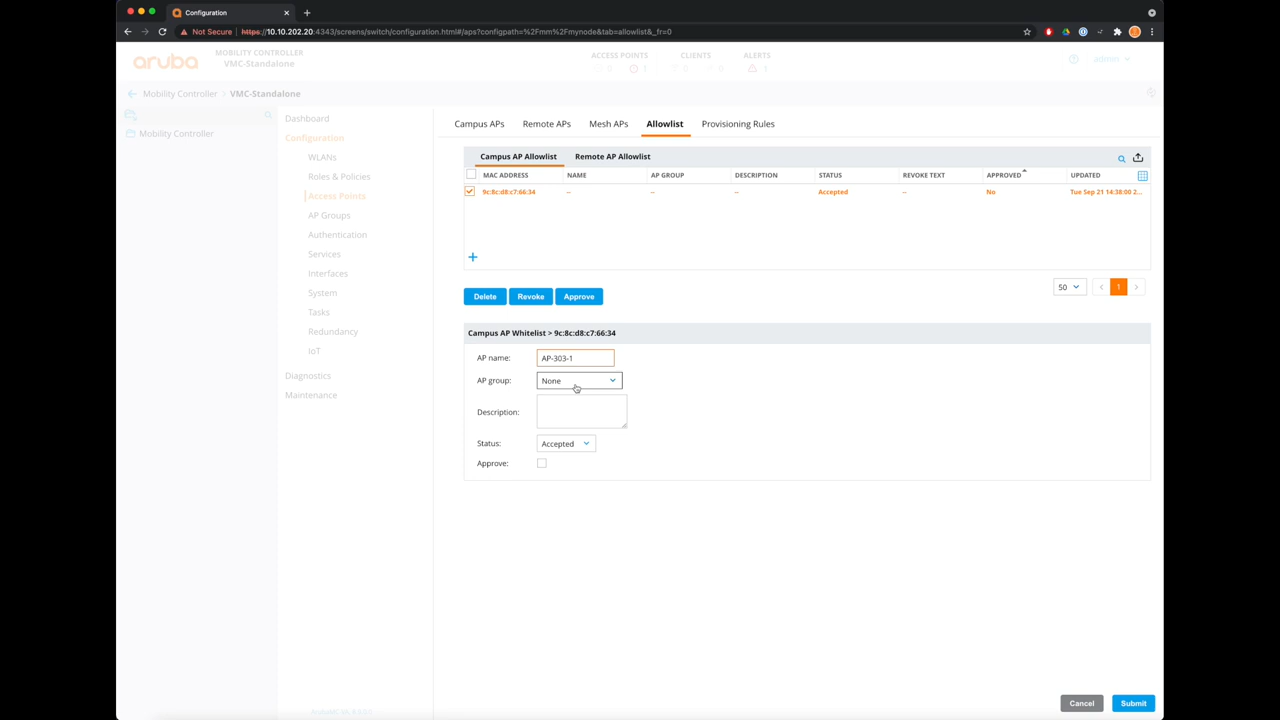 Configuration
Not Secure
https://10.10.202.20:4343/screens/switch/configuration.html#/aps?configpath=%2Fmm%2Fmynode&tab=allowlist&_fr=0
aruba
MOBILITY CONTROLLER
VMC-Standalone
ACCESS POINTS
CLIENTS
ALERTS
admin
Mobility Controller > VMC-Standalone
Mobility Controller
Dashboard
Configuration
WLANs
Roles & Policies
Access Points
AP Groups
Authentication
Services
Interfaces
System
Tasks
Redundancy
IoT
Diagnostics
Maintenance
Campus APs Remote APs Mesh APs Allowlist Provisioning Rules
Campus AP Allowlist Remote AP Allowlist
MAC ADDRESS NAME AP GROUP DESCRIPTION STATUS REVOKE TEXT APPROVED UPDATED
9c:8c:d8:c7:66:34 -- -- -- Accepted -- No Tue Sep 21 14:38:00 2...
50 1
Delete Revoke Approve
Campus AP Whitelist > 9c:8c:d8:c7:66:34
AP name: AP-303-1
AP group: None
Description:
Status: Accepted
Approve:
Cancel Submit